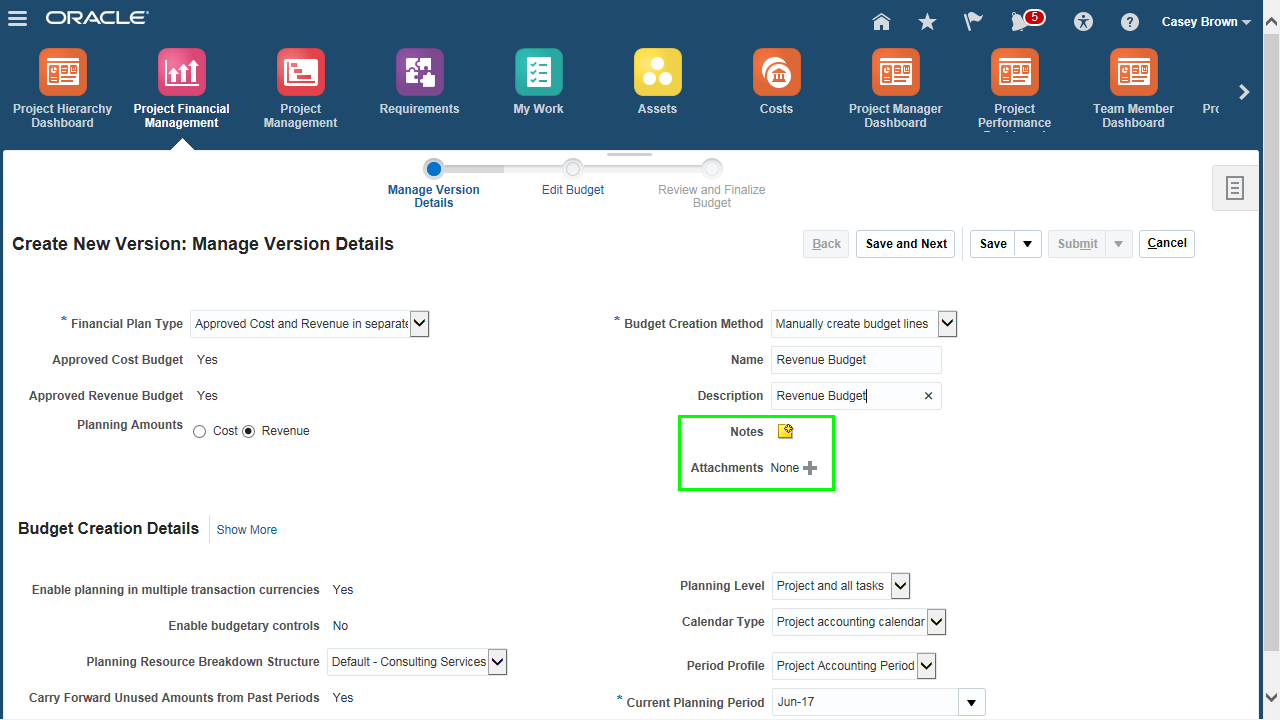 ORACLE
5
Casey Brown
Project Hierarchy Dashboard
Project Financial Management
Project Management
Requirements
My Work
Assets
Costs
Project Manager Dashboard
Project Performance
Team Member Dashboard
Manage Version Details
Edit Budget
Review and Finalize Budget
Create New Version: Manage Version Details
Back
Save and Next
Save
Submit
Cancel
* Financial Plan Type Approved Cost and Revenue in separate
Approved Cost Budget Yes
Approved Revenue Budget Yes
Planning Amounts Cost Revenue
* Budget Creation Method Manually create budget lines
Name Revenue Budget
Description Revenue Budget
Notes
Attachments None
Budget Creation Details Show More
Enable planning in multiple transaction currencies Yes
Enable budgetary controls No
Planning Resource Breakdown Structure Default - Consulting Services
Carry Forward Unused Amounts from Past Periods Yes
Planning Level Project and all tasks
Calendar Type Project accounting calendar
Period Profile Project Accounting Period
* Current Planning Period Jun-17